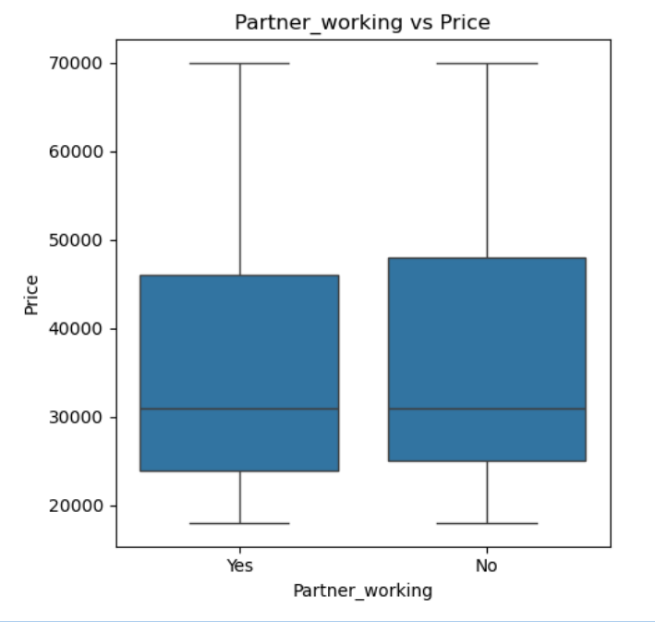 Partner_working vs Price
70000
60000
50000
40000
30000
20000
Price
Yes No
Partner_working